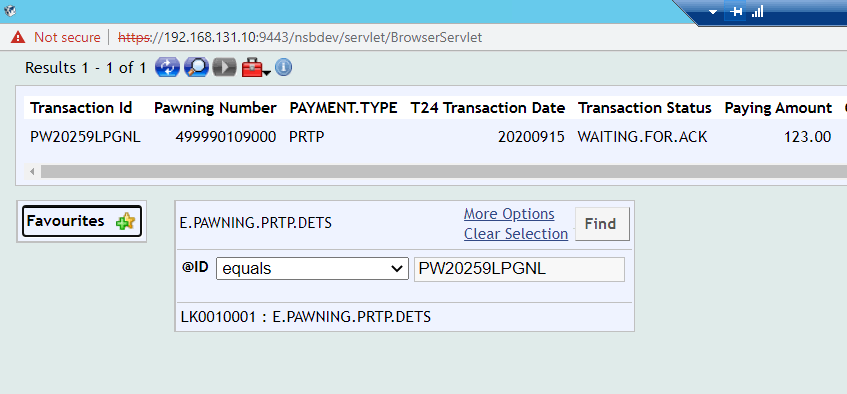 Not secure | https://192.168.131.10:9443/nsbdev/servlet/BrowserServlet
Results 1 - 1 of 1
Transaction Id Pawning Number PAYMENT.TYPE T24 Transaction Date Transaction Status Paying Amount
PW20259LPGNL 499990109000 PRTP 20200915 WAITING.FOR.ACK 123.00
Favourites
E.PAWNING.PRTP.DETS
More Options
Clear Selection
Find
@ID equals PW20259LPGNL
LK0010001 : E.PAWNING.PRTP.DETS